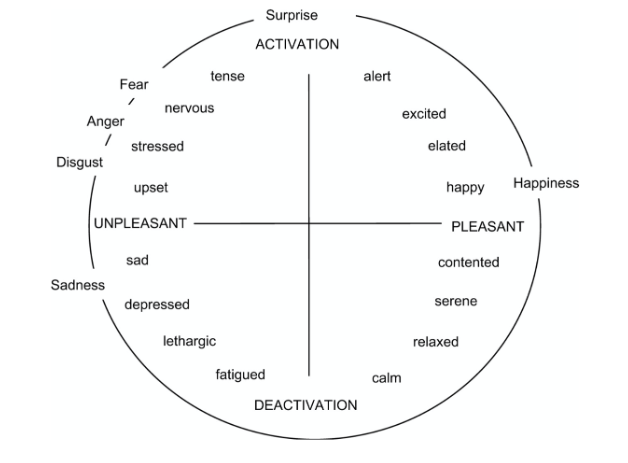 Surprise
ACTIVATION
tense
alert
Fear
nervous
excited
Anger
stressed
elated
Disgust
upset
happy
Happiness
UNPLEASANT
PLEASANT
sad
contented
Sadness
depressed
serene
lethargic
relaxed
fatigued
calm
DEACTIVATION